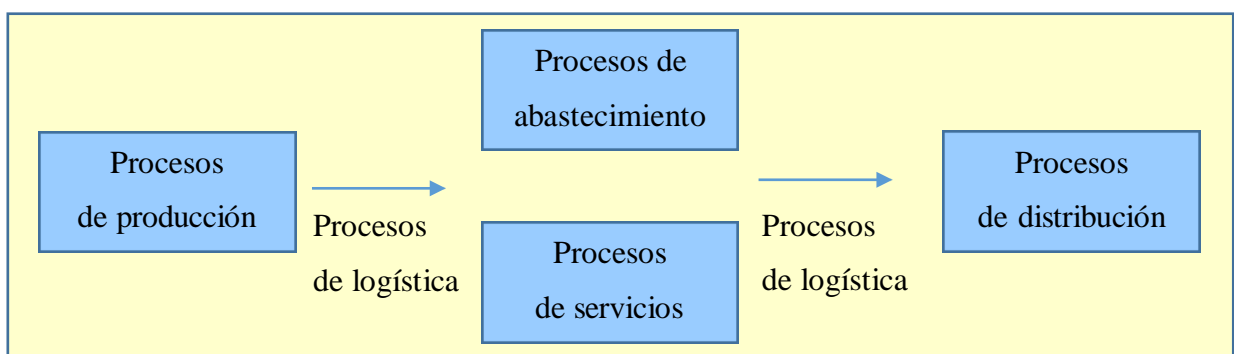 Procesos
de producción
Procesos
de logística
Procesos de
abastecimiento
Procesos
de servicios
Procesos
de logística
Procesos
de distribución